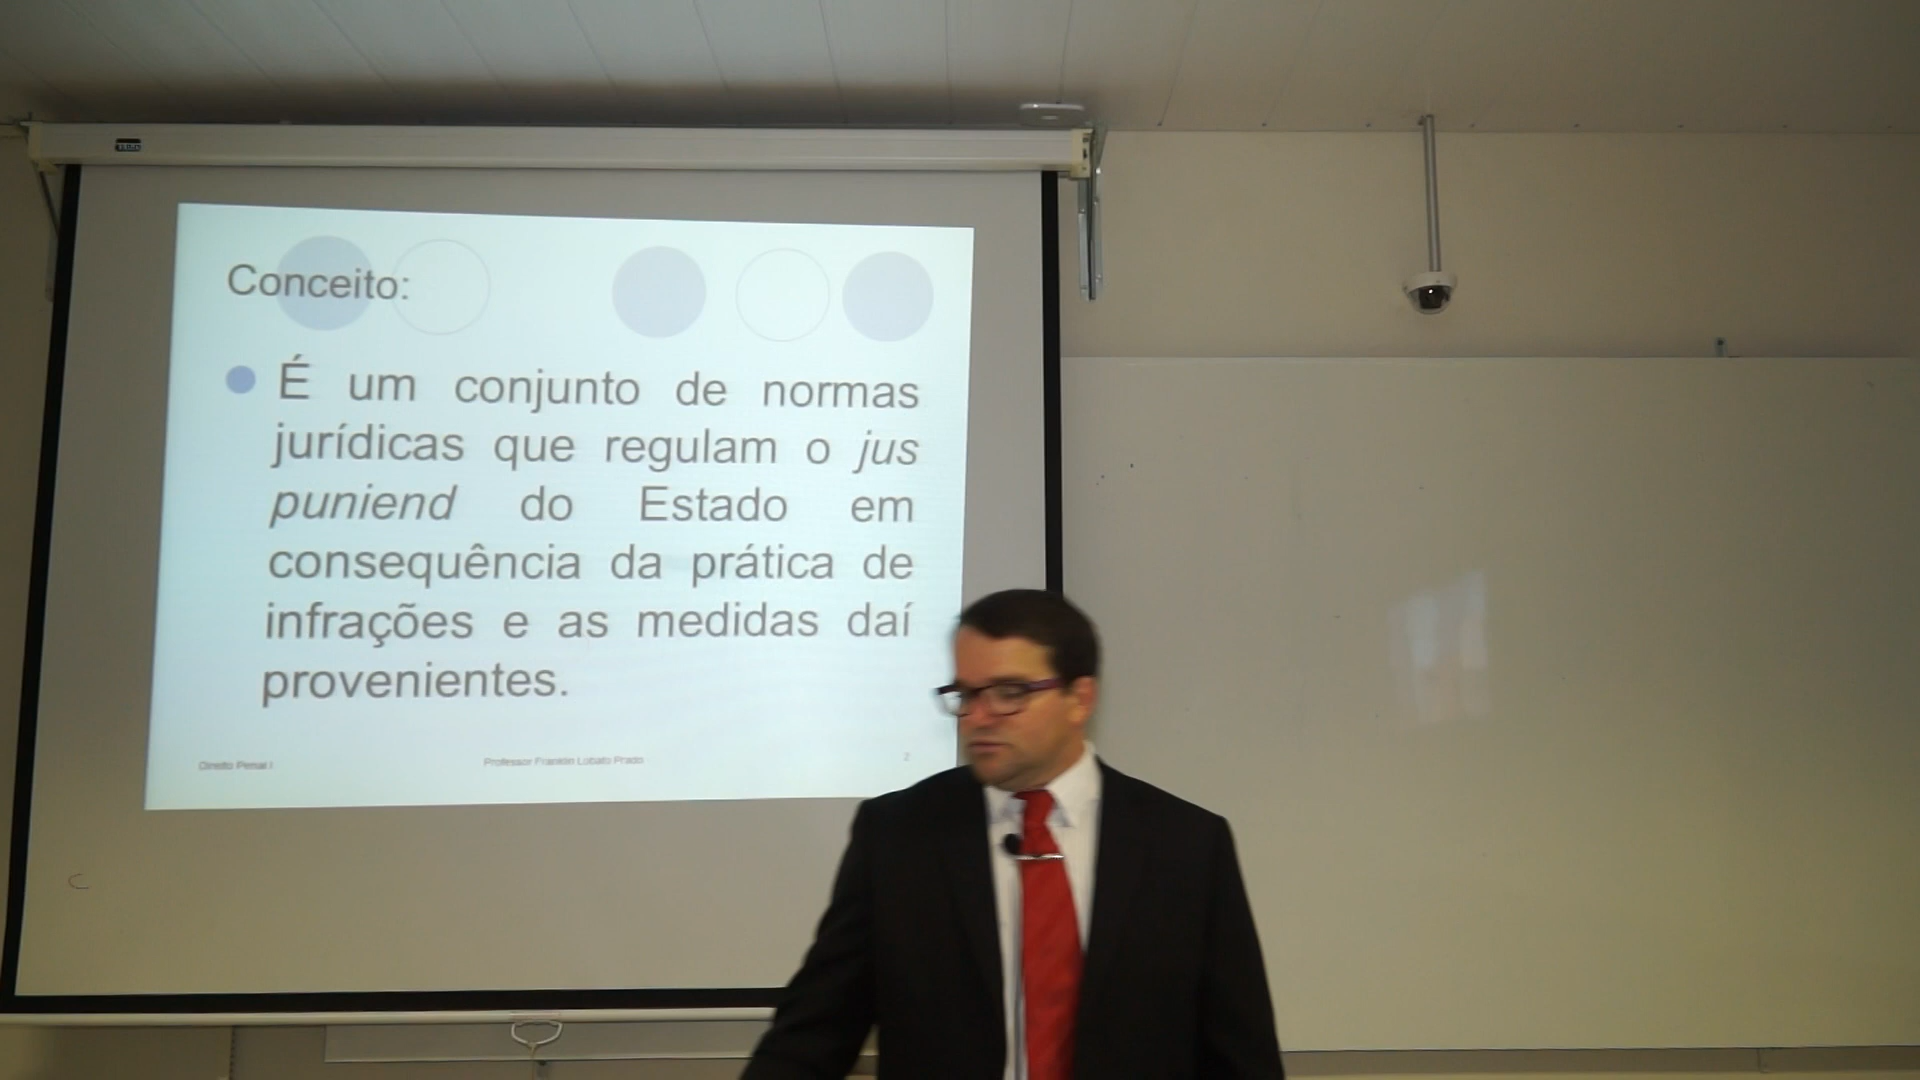 Conceito:
É um conjunto de normas
jurídicas que regulam o jus
puniend do Estado em
consequência da prática de
infrações e as medidas daí
provenientes.
Direito Penal I
Professor Franklin Lobato Prado
2